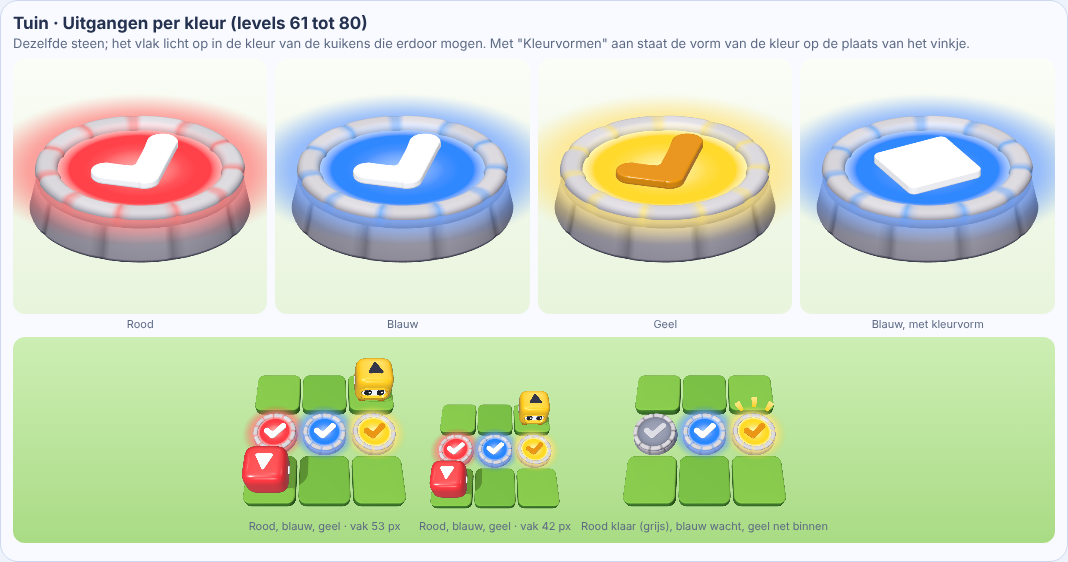 Tuin · Uitgangen per kleur (levels 61 tot 80)
Dezelfde steen; het vlak licht op in de kleur van de kuikens die erdoor mogen. Met "Kleurvormen" aan staat de vorm van de kleur op de plaats van het vinkje.
Rood
Blauw
Geel
Blauw, met kleurvorm
Rood, blauw, geel · vak 53 px
Rood, blauw, geel · vak 42 px
Rood klaar (grijs), blauw wacht, geel net binnen